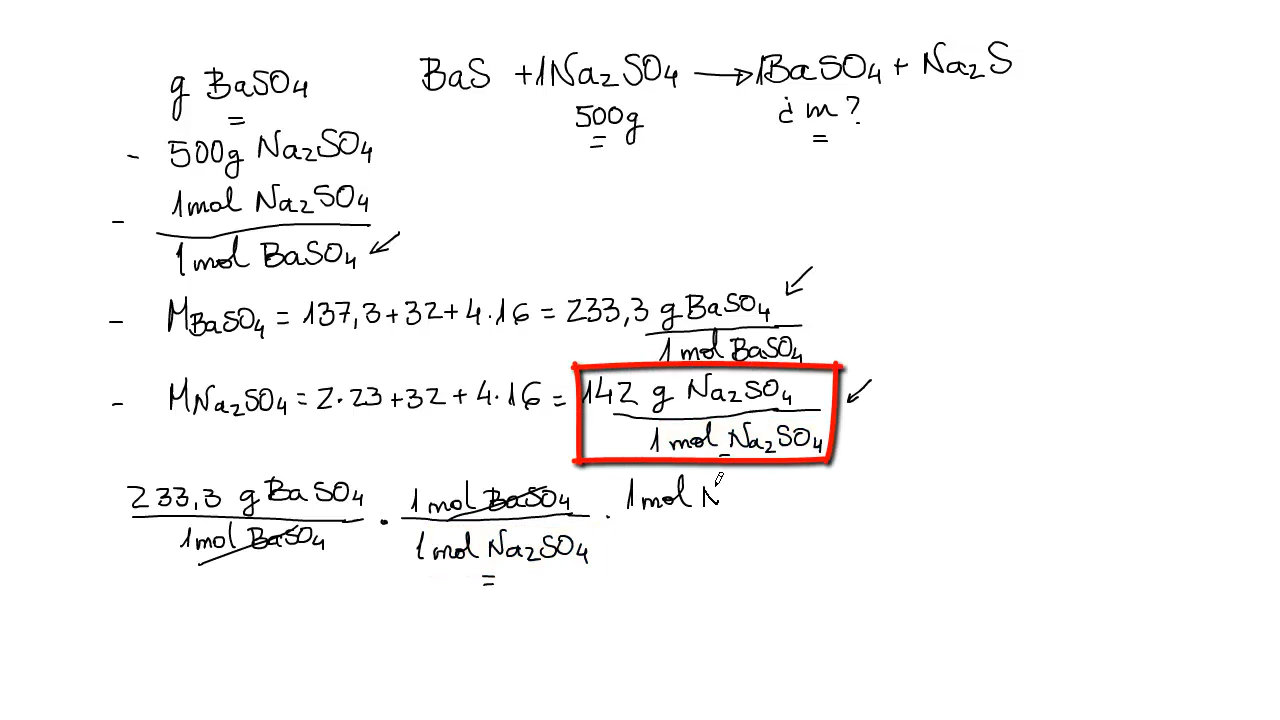 g BaSO4
BaS + 1Na2SO4 → 1BaSO4 + Na2S
500g
¿m?
- 500g Na2SO4
- 1mol Na2SO4
1mol BaSO4
- MBaSO4 = 137,3+32+4·16 = 233,3 g BaSO4
1mol BaSO4
- MNa2SO4 = 2·23+32+4·16 = 142 g Na2SO4
1mol Na2SO4
233,3 g BaSO4 · 1mol BaSO4 · 1mol N
1mol BaSO4 1mol Na2SO4